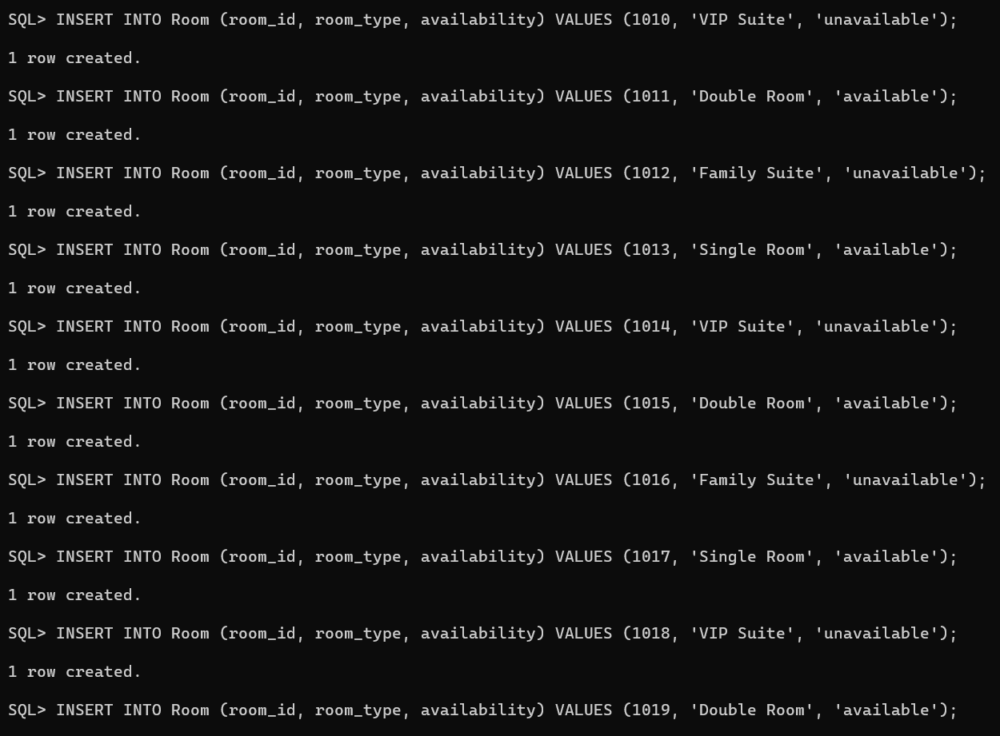 SQL> INSERT INTO Room (room_id, room_type, availability) VALUES (1010, 'VIP Suite', 'unavailable');
1 row created.
SQL> INSERT INTO Room (room_id, room_type, availability) VALUES (1011, 'Double Room', 'available');
1 row created.
SQL> INSERT INTO Room (room_id, room_type, availability) VALUES (1012, 'Family Suite', 'unavailable');
1 row created.
SQL> INSERT INTO Room (room_id, room_type, availability) VALUES (1013, 'Single Room', 'available');
1 row created.
SQL> INSERT INTO Room (room_id, room_type, availability) VALUES (1014, 'VIP Suite', 'unavailable');
1 row created.
SQL> INSERT INTO Room (room_id, room_type, availability) VALUES (1015, 'Double Room', 'available');
1 row created.
SQL> INSERT INTO Room (room_id, room_type, availability) VALUES (1016, 'Family Suite', 'unavailable');
1 row created.
SQL> INSERT INTO Room (room_id, room_type, availability) VALUES (1017, 'Single Room', 'available');
1 row created.
SQL> INSERT INTO Room (room_id, room_type, availability) VALUES (1018, 'VIP Suite', 'unavailable');
1 row created.
SQL> INSERT INTO Room (room_id, room_type, availability) VALUES (1019, 'Double Room', 'available');